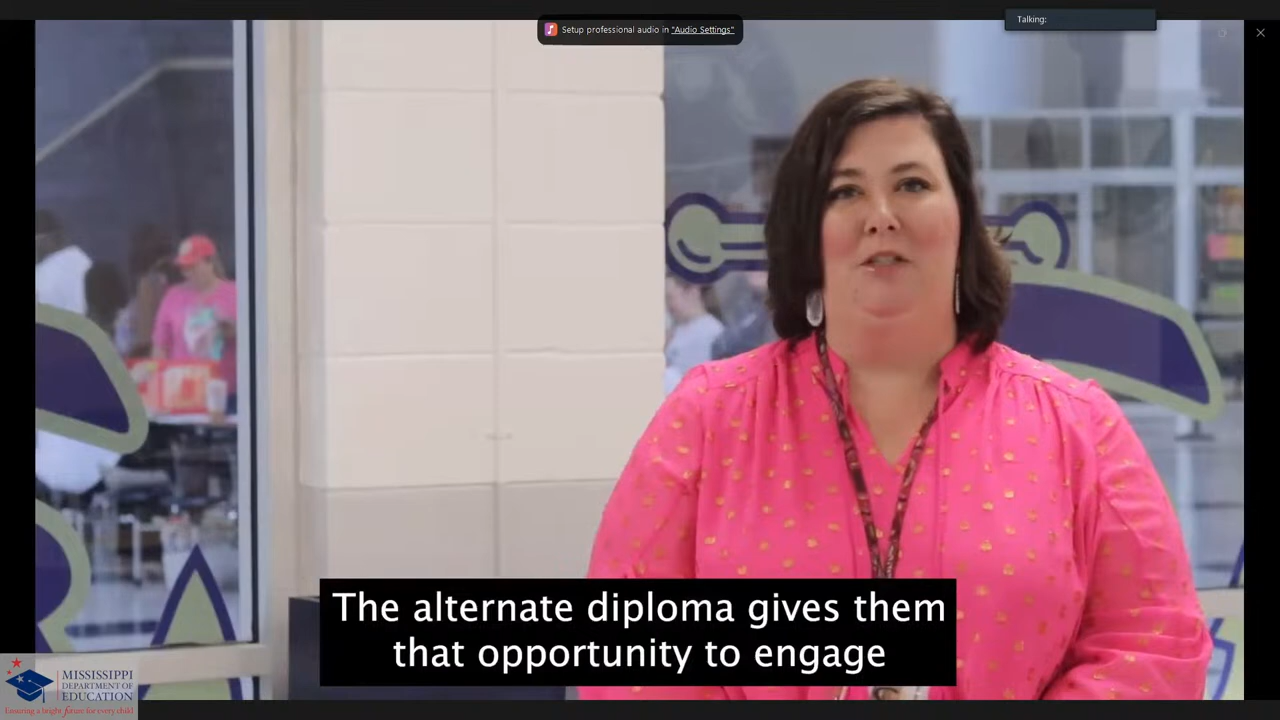 Setup professional audio in "Audio Settings"
Talking:
The alternate diploma gives them
that opportunity to engage
MISSISSIPPI
DEPARTMENT OF
EDUCATION
Ensuring a bright future for every child